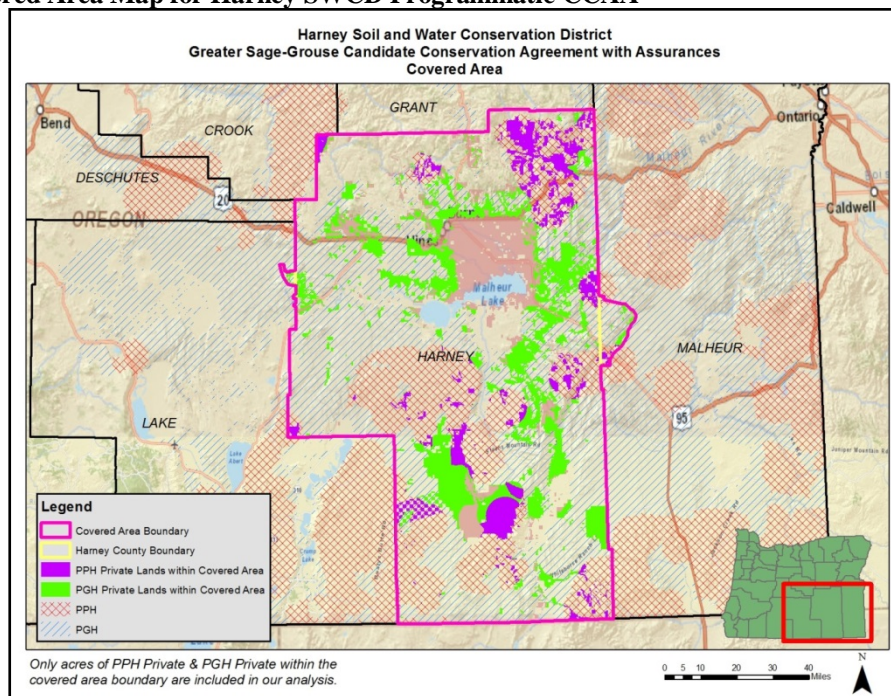 ered Area Map for Harney SWCD Programmatic CCAA
Harney Soil and Water Conservation District
Greater Sage-Grouse Candidate Conservation Agreement with Assurances
Covered Area
GRANT
Bend
CROOK
Ontario
DESCHUTES
Malheur River
20
Caldwell
OREGON
Malheur
Lake
HARNEY
MALHEUR
95
LAKE
Legend
Covered Area Boundary
Harney County Boundary
PPH Private Lands within Covered Area
PGH Private Lands within Covered Area
PPH
PGH
Only acres of PPH Private & PGH Private within the
covered area boundary are included in our analysis.
0 5 10 20 30 40
Miles
N